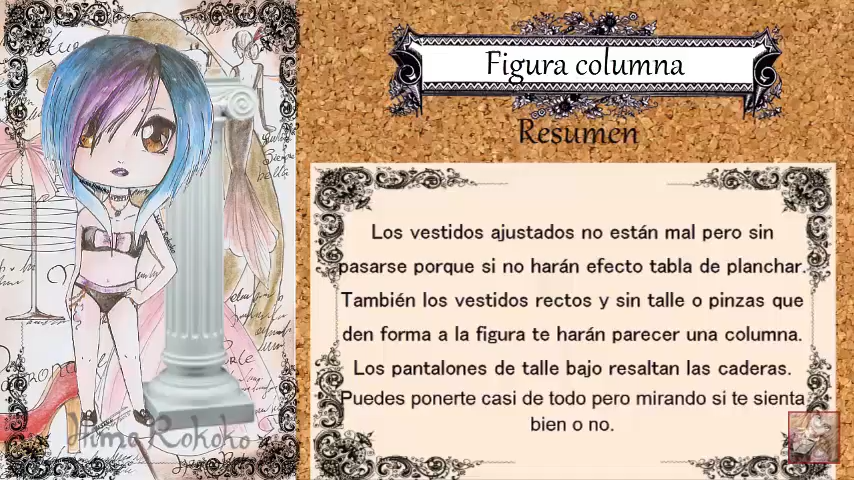 Figura columna
Resumen
Los vestidos ajustados no están mal pero sin
pasarse porque si no harán efecto tabla de planchar.
También los vestidos rectos y sin talle o pinzas que
den forma a la figura te harán parecer una columna.
Los pantalones de talle bajo resaltan las caderas.
Puedes ponerte casi de todo pero mirando si te sienta
bien o no.
Hima Rokoko